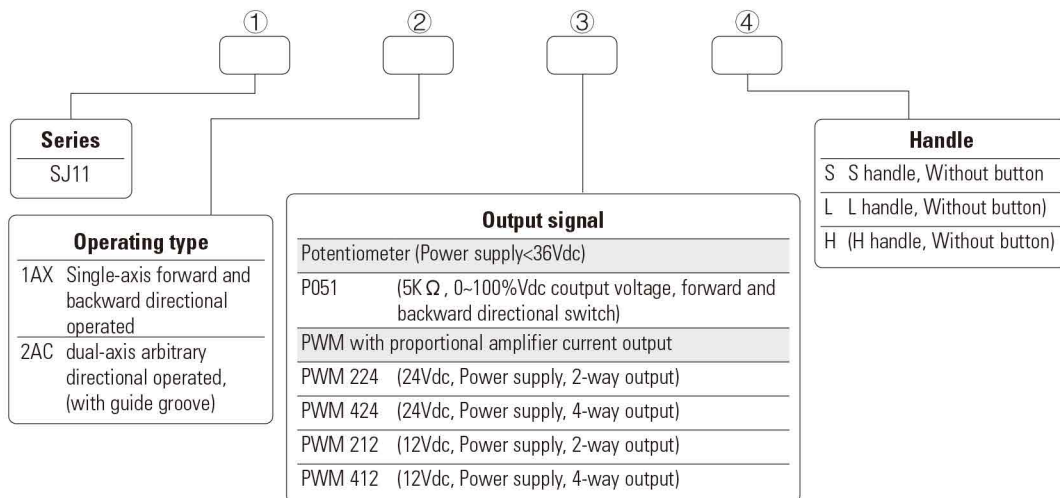 ① ② ③ ④
Series
SJ11
Operating type
1AX Single-axis forward and
backward directional
operated
2AC dual-axis arbitrary
directional operated,
(with guide groove)
Output signal
Potentiometer (Power supply<36Vdc)
P051 (5KΩ, 0~100%Vdc coutput voltage, forward and
backward directional switch)
PWM with proportional amplifier current output
PWM 224 (24Vdc, Power supply, 2-way output)
PWM 424 (24Vdc, Power supply, 4-way output)
PWM 212 (12Vdc, Power supply, 2-way output)
PWM 412 (12Vdc, Power supply, 4-way output)
Handle
S S handle, Without button
L L handle, Without button)
H (H handle, Without button)